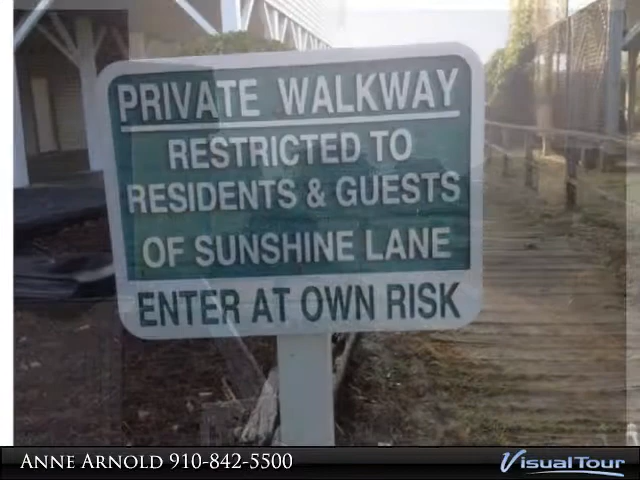 PRIVATE WALKWAY
RESTRICTED TO
RESIDENTS & GUESTS
OF SUNSHINE LANE
ENTER AT OWN RISK
ANNE ARNOLD 910-842-5500
VisualTour